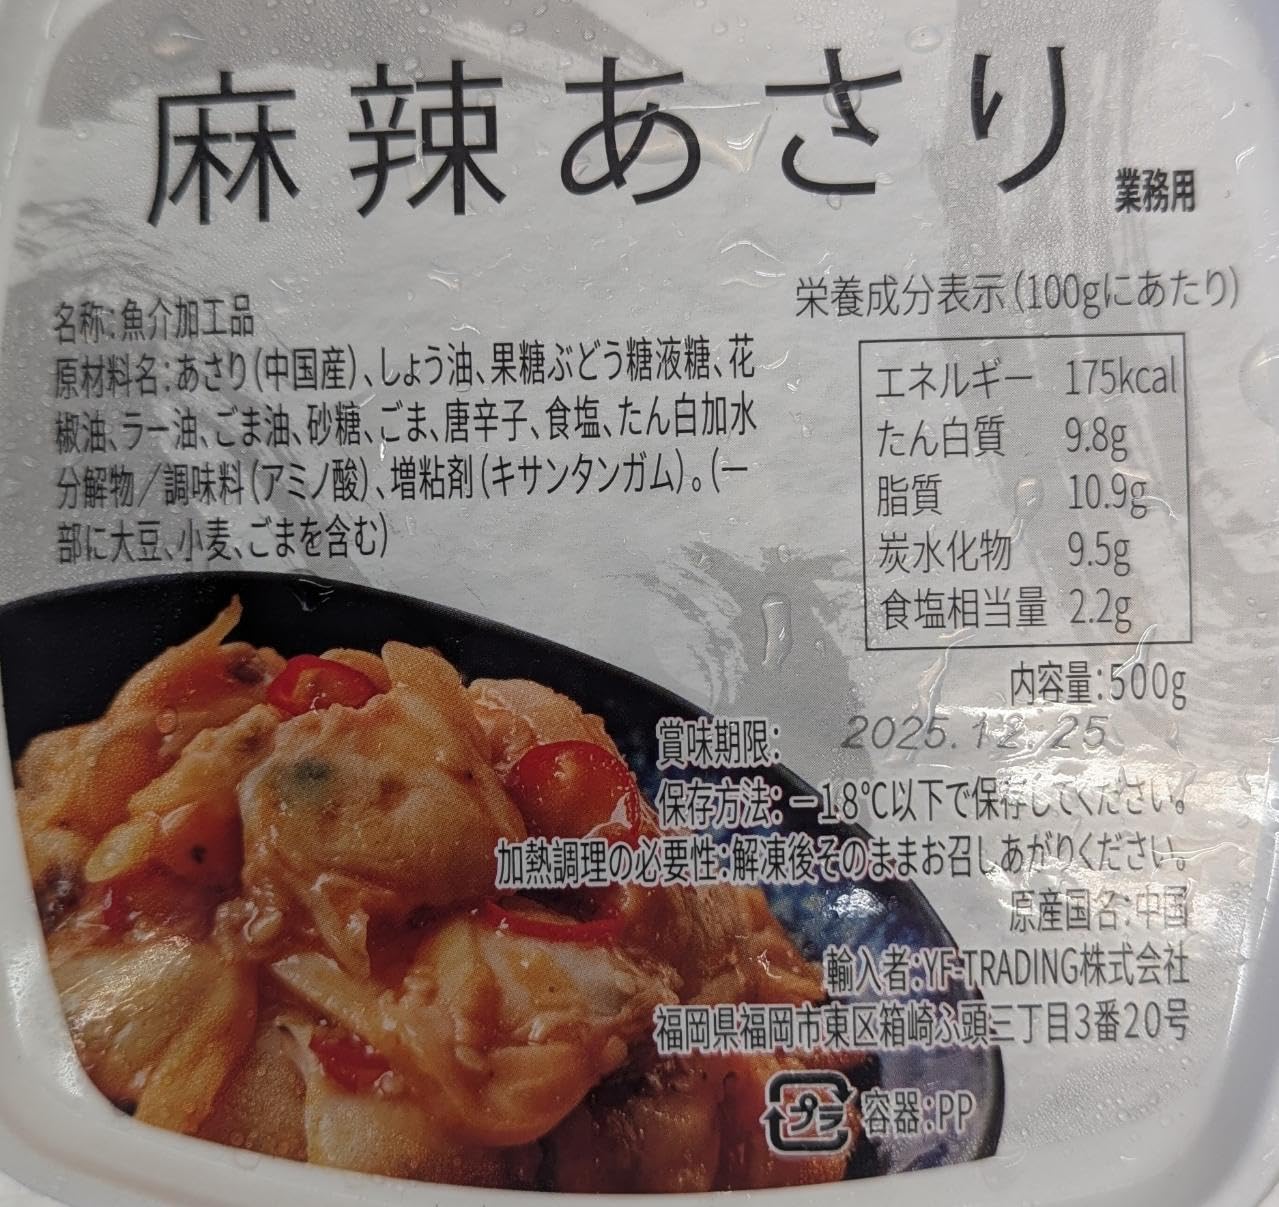 麻辣あさり
業務用
名称:魚介加工品
原材料名:あさり(中国産)、しょう油、果糖ぶどう糖液糖、花
椒油、ラー油、ごま油、砂糖、ごま、唐辛子、食塩、たん白加水
分解物/調味料(アミノ酸)、増粘剤(キサンタンガム)。(一
部に大豆、小麦、ごまを含む)
栄養成分表示(100gにあたり)
エネルギー 175kcal
たん白質 9.8g
脂質 10.9g
炭水化物 9.5g
食塩相当量 2.2g
内容量:500g
賞味期限: 2025.12.25
保存方法:-18℃以下で保存してください。
加熱調理の必要性:解凍後そのままお召しあがりください。
原産国名:中国
輸入者:YF-TRADING株式会社
福岡県福岡市東区箱崎ふ頭三丁目3番20号
プラ 容器:PP